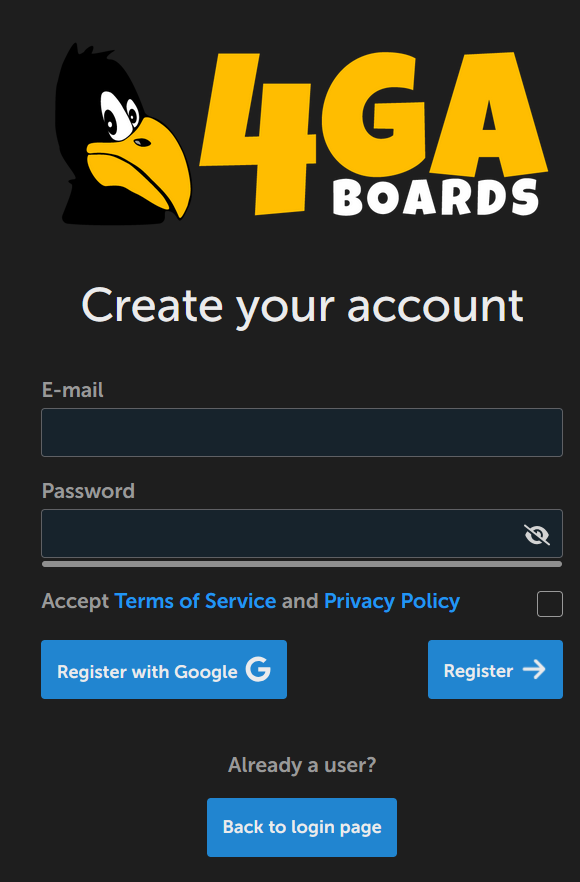 4GA
BOARDS
Create your account
E-mail
Password
Accept Terms of Service and Privacy Policy
Register with Google G
Register
Already a user?
Back to login page